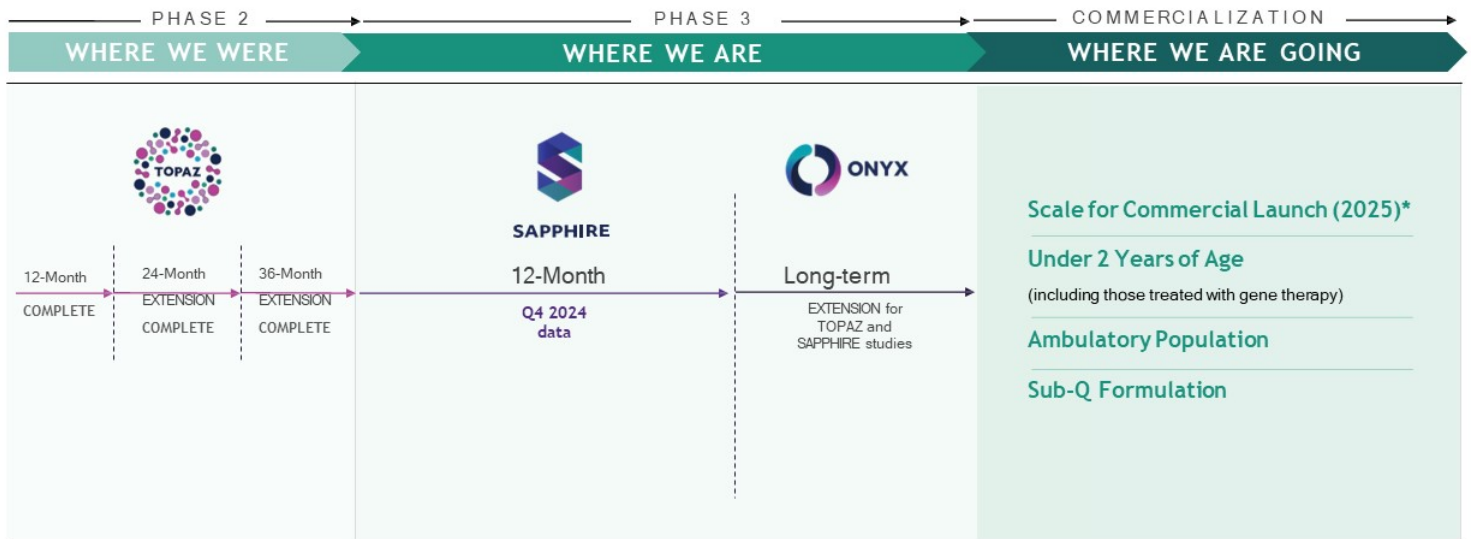 PHASE 2
PHASE 3
COMMERCIALIZATION
WHERE WE WERE
WHERE WE ARE
WHERE WE ARE GOING
TOPAZ
12-Month
COMPLETE
24-Month
EXTENSION
COMPLETE
36-Month
EXTENSION
COMPLETE
SAPPHIRE
12-Month
Q4 2024
data
ONYX
Long-term
EXTENSION for
TOPAZ and
SAPPHIRE studies
Scale for Commercial Launch (2025)*
Under 2 Years of Age
(including those treated with gene therapy)
Ambulatory Population
Sub-Q Formulation